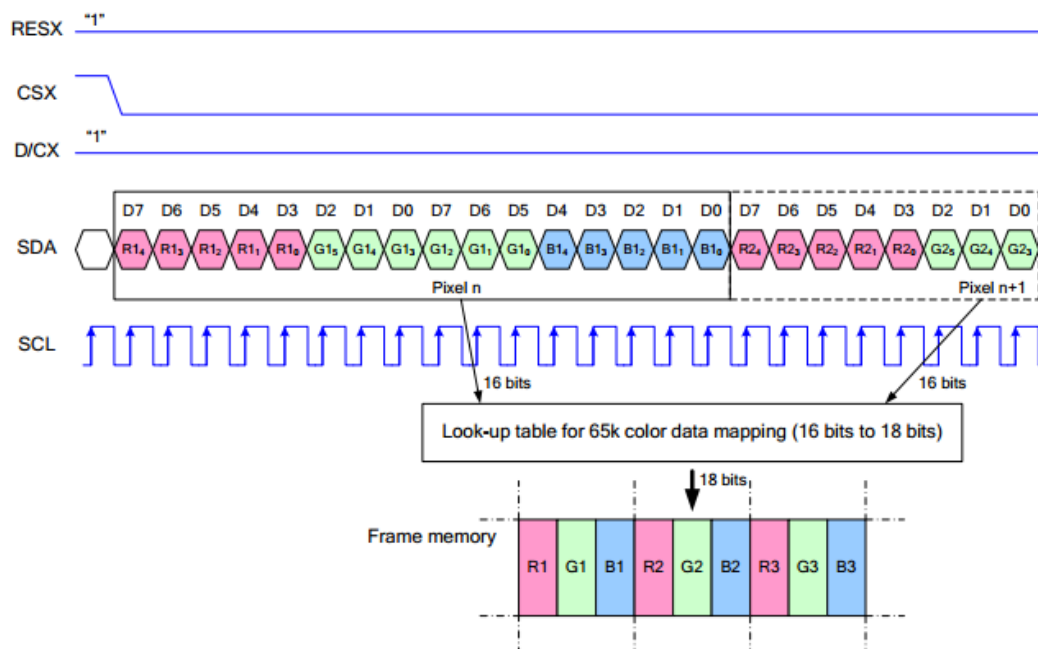 RESX "1"
CSX
D/CX "1"
D7 D6 D5 D4 D3 D2 D1 D0 D7 D6 D5 D4 D3 D2 D1 D0 D7 D6 D5 D4 D3 D2 D1 D0
SDA R1₄ R1₃ R1₂ R1₁ R1₀ G1₅ G1₄ G1₃ G1₂ G1₁ G1₀ B1₄ B1₃ B1₂ B1₁ B1₀ R2₄ R2₃ R2₂ R2₁ R2₀ G2₅ G2₄ G2₃
Pixel n Pixel n+1
SCL
16 bits 16 bits
Look-up table for 65k color data mapping (16 bits to 18 bits)
18 bits
Frame memory
R1 G1 B1 R2 G2 B2 R3 G3 B3